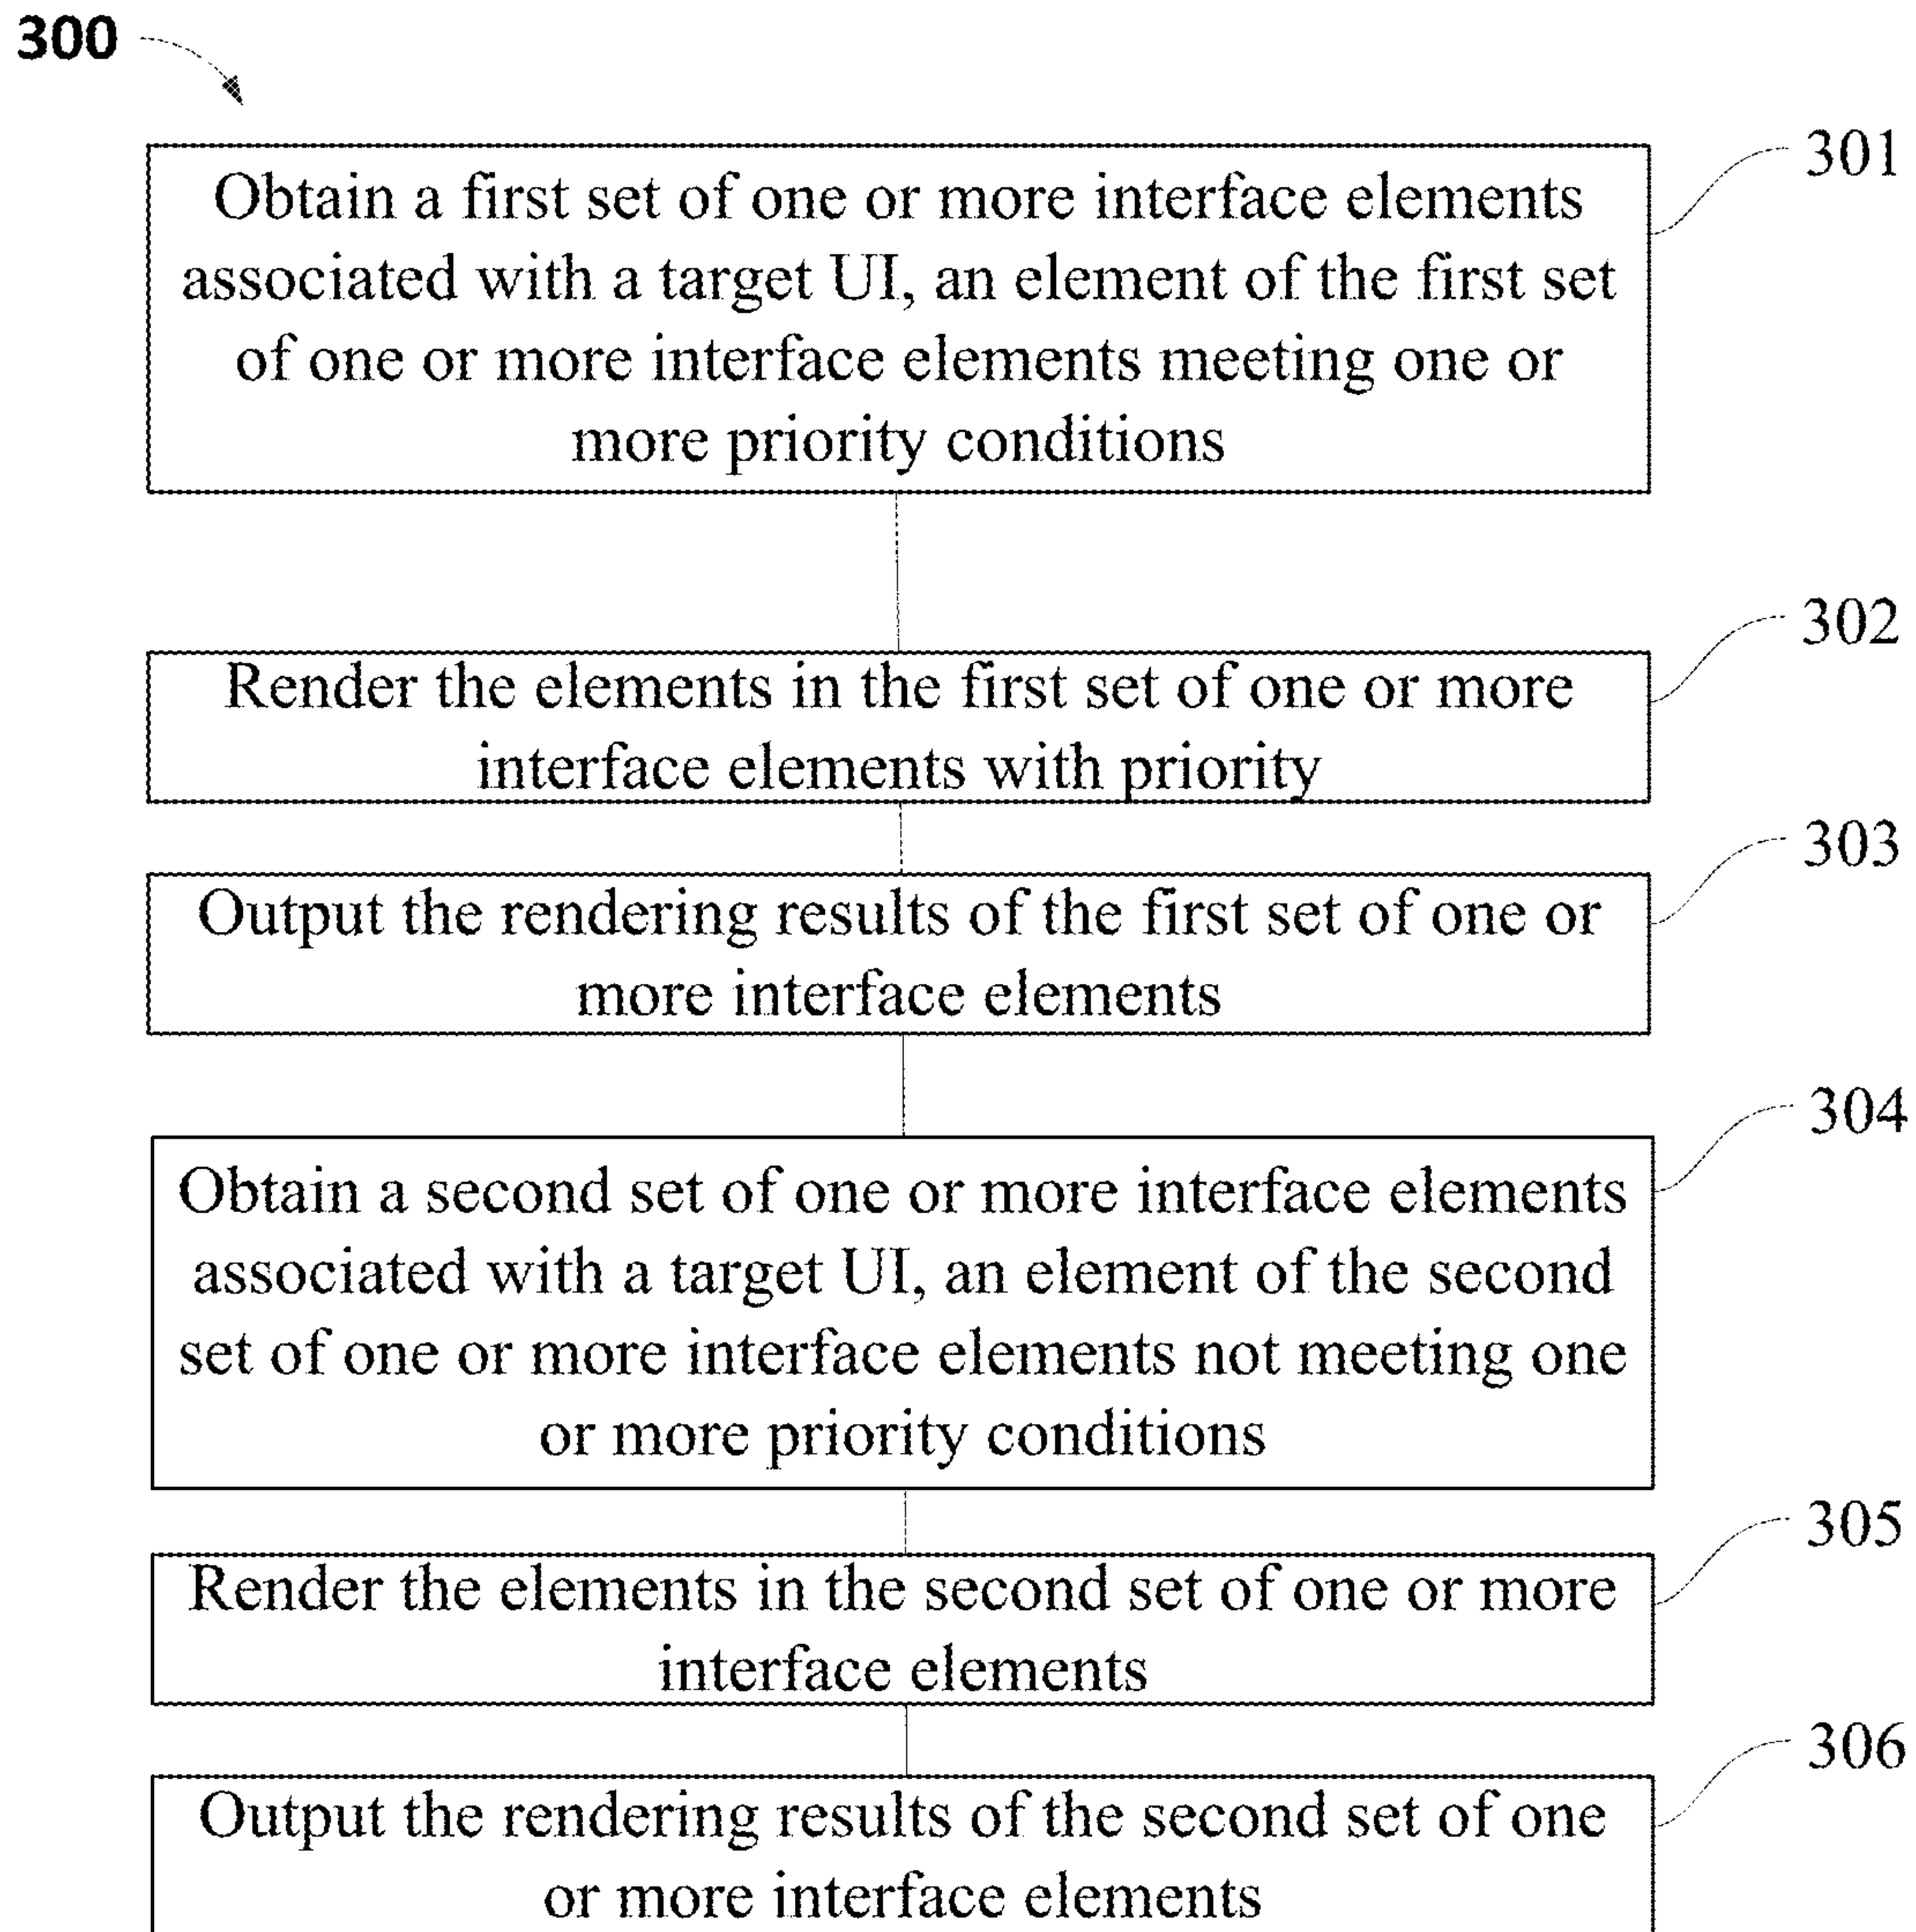 300
301
Obtain a first set of one or more interface elements
associated with a target UI, an element of the first set
of one or more interface elements meeting one or
more priority conditions
302
Render the elements in the first set of one or more
interface elements with priority
303
Output the rendering results of the first set of one or
more interface elements
304
Obtain a second set of one or more interface elements
associated with a target UI, an element of the second
set of one or more interface elements not meeting one
or more priority conditions
305
Render the elements in the second set of one or more
interface elements
306
Output the rendering results of the second set of one
or more interface elements